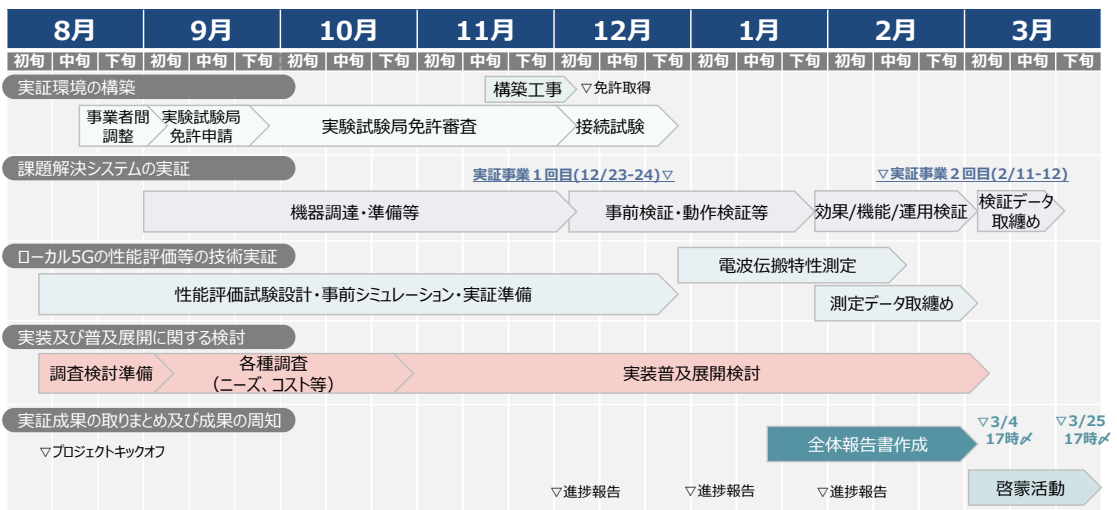 8月 9月 10月 11月 12月 1月 2月 3月
初旬 中旬 下旬 初旬 中旬 下旬 初旬 中旬 下旬 初旬 中旬 下旬 初旬 中旬 下旬 初旬 中旬 下旬 初旬 中旬 下旬 初旬 中旬 下旬
実証環境の構築
構築工事
▽免許取得
事業者間
調整
実験試験局
免許申請
実験試験局免許審査
接続試験
課題解決システムの実証
実証事業1回目(12/23-24)▽
▽実証事業2回目(2/11-12)
機器調達・準備等
事前検証・動作検証等
効果/機能/運用検証
検証データ
取纏め
ローカル5Gの性能評価等の技術実証
電波伝搬特性測定
性能評価試験設計・事前シミュレーション・実証準備
測定データ取纏め
実装及び普及展開に関する検討
調査検討準備
各種調査
(ニーズ、コスト等)
実装普及展開検討
実証成果の取りまとめ及び成果の周知
▽プロジェクトキックオフ
全体報告書作成
▽3/4
17時〆
▽3/25
17時〆
▽進捗報告
▽進捗報告
▽進捗報告
啓蒙活動